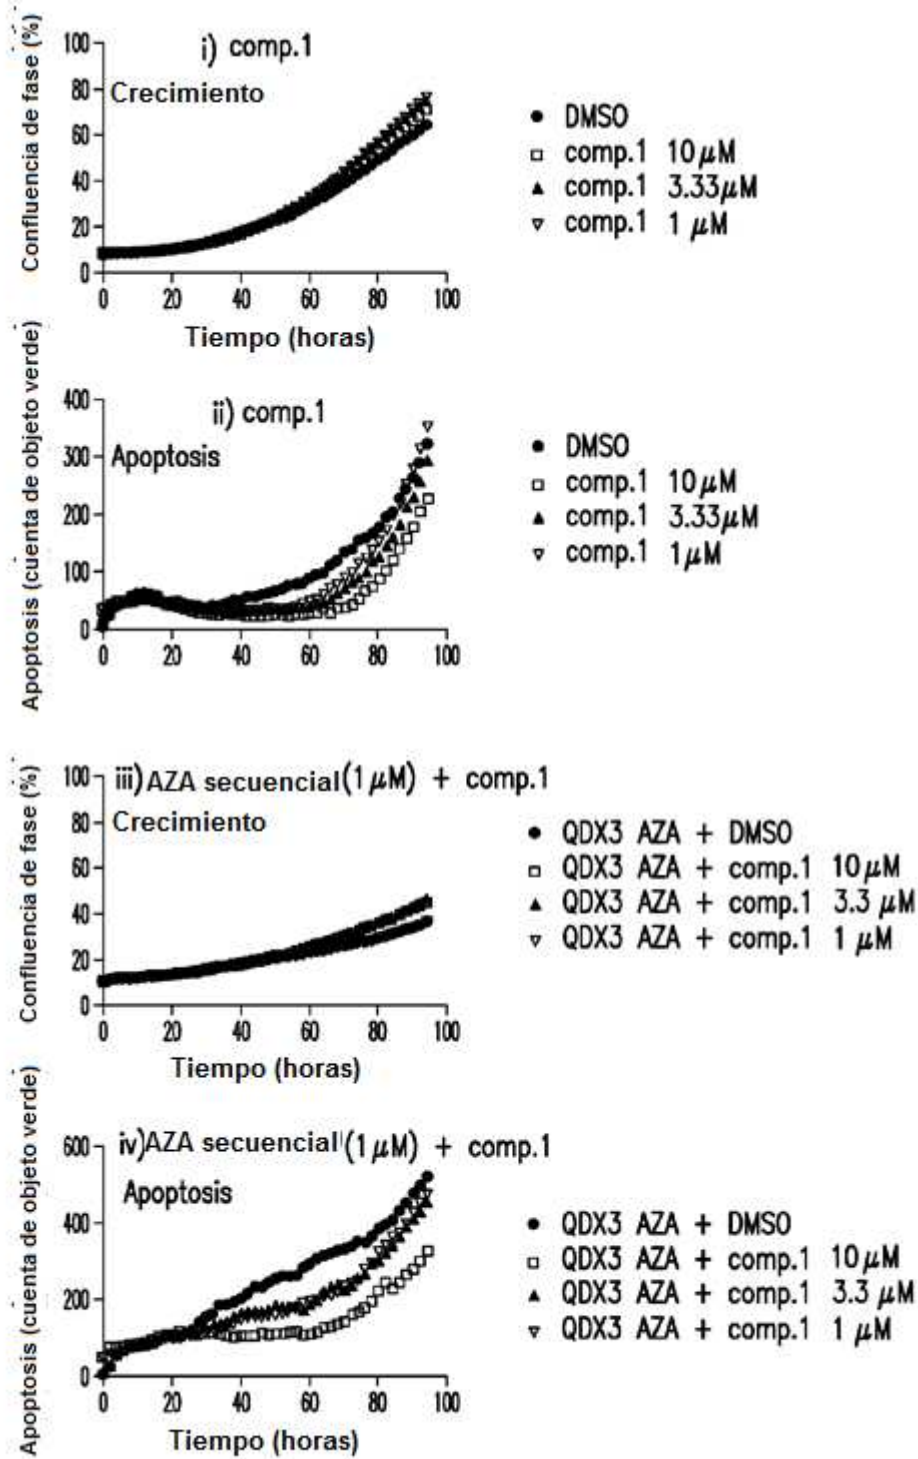 Confluencia de fase (%)
i) comp.1
Crecimiento
100
80
60
40
20
0
0 20 40 60 80 100
Tiempo (horas)
● DMSO
□ comp.1 10 µM
▲ comp.1 3.33µM
▽ comp.1 1 µM
Apoptosis (cuenta de objeto verde)
ii) comp.1
Apoptosis
400
300
200
100
0
0 20 40 60 80 100
● DMSO
□ comp.1 10 µM
▲ comp.1 3.33µM
▽ comp.1 1µM
Confluencia de fase (%)
iii) AZA secuencial (1 µM) + comp.1
Crecimiento
100
80
60
40
20
0
0 20 40 60 80 100
Tiempo (horas)
● QDX3 AZA + DMSO
□ QDX3 AZA + comp.1 10 µM
▲ QDX3 AZA + comp.1 3.3 µM
▽ QDX3 AZA + comp.1 1 µM
Apoptosis (cuenta de objeto verde)
iv) AZA secuencial (1 µM) + comp.1
Apoptosis
600
400
200
0
0 20 40 60 80 100
Tiempo (horas)
● QDX3 AZA + DMSO
□ QDX3 AZA + comp.1 10 µM
▲ QDX3 AZA + comp.1 3.3 µM
▽ QDX3 AZA + comp.1 1 µM